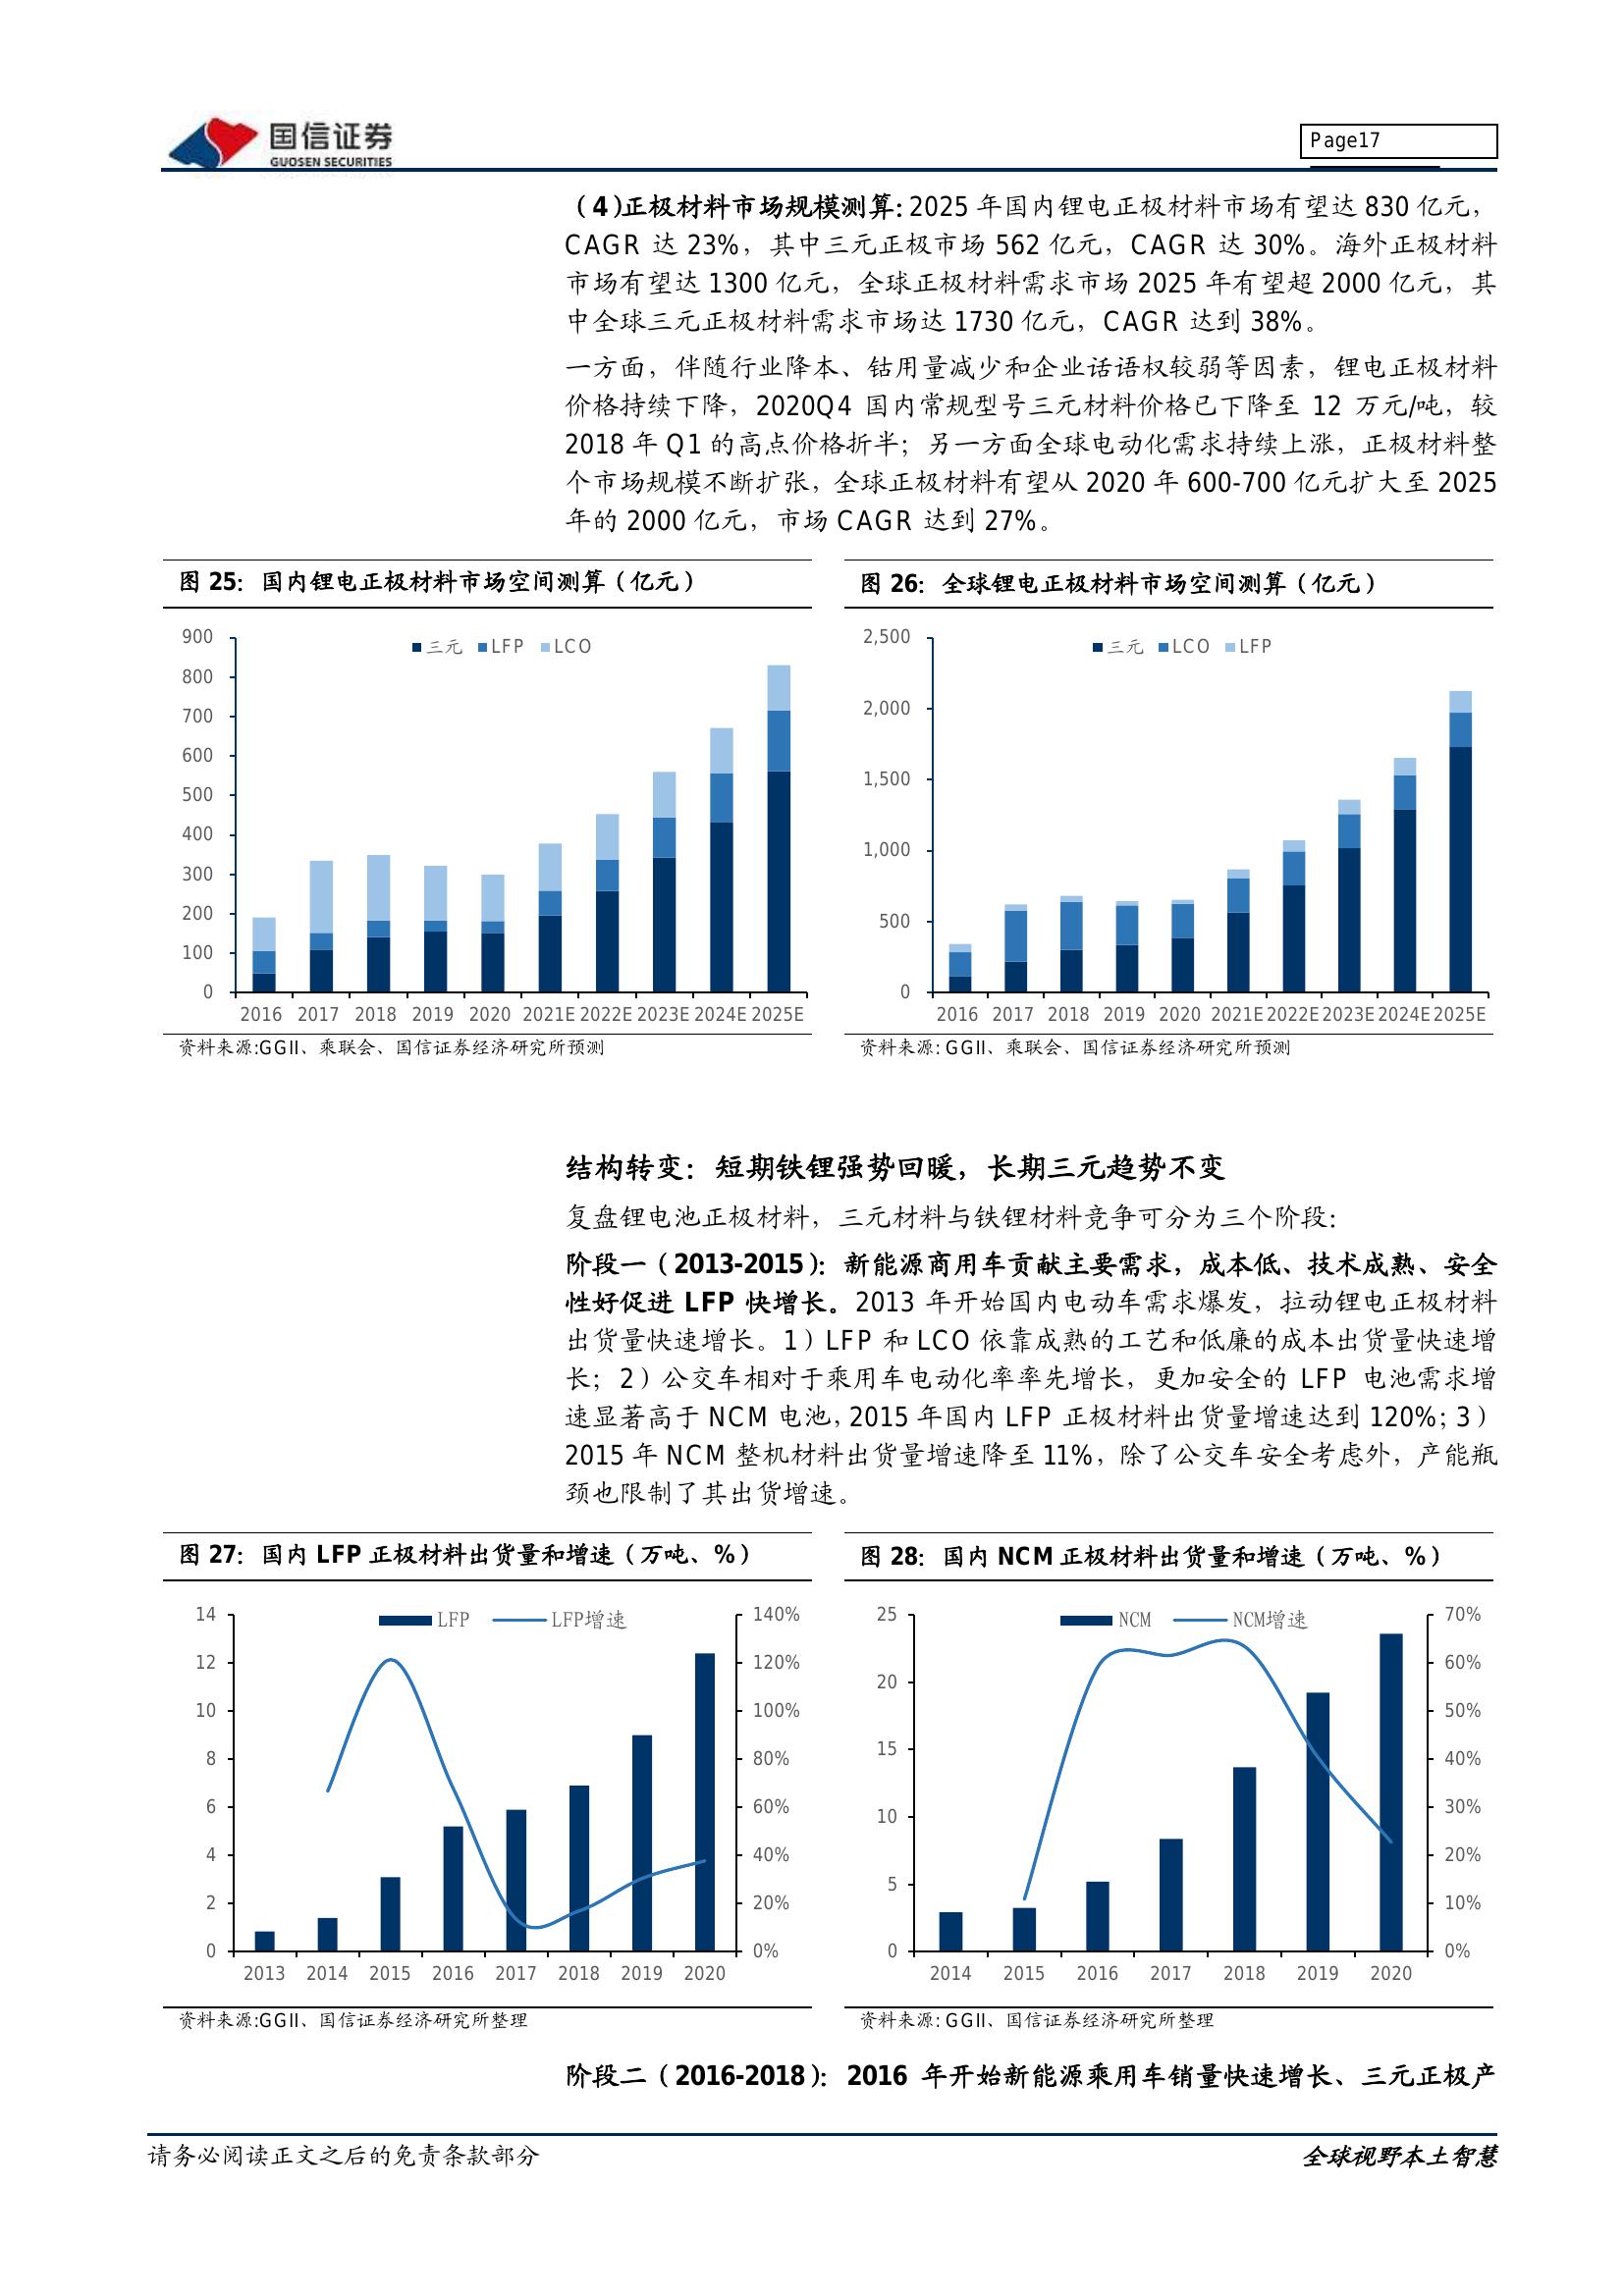 国信证券
GUOSEN SECURITIES
Page17
（4)正极材料市场规模测算：2025 年国内锂电正极材料市场有望达 830 亿元，
CAGR 达 23%，其中三元正极市场 562 亿元，CAGR 达 30%。海外正极材料
市场有望达 1300 亿元，全球正极材料需求市场 2025 年有望超 2000 亿元，其
中全球三元正极材料需求市场达 1730 亿元，CAGR 达到 38%。
一方面，伴随行业降本、钴用量减少和企业话语权较弱等因素，锂电正极材料
价格持续下降，2020Q4 国内常规型号三元材料价格已下降至 12 万元/吨，较
2018 年 Q1 的高点价格折半；另一方面全球电动化需求持续上涨，正极材料整
个市场规模不断扩张，全球正极材料有望从 2020 年 600-700 亿元扩大至 2025
年的 2000 亿元，市场 CAGR 达到 27%。
图 25：国内锂电正极材料市场空间测算（亿元）
三元 LFP LCO
900
800
700
600
500
400
300
200
100
0
2016 2017 2018 2019 2020 2021E 2022E 2023E 2024E 2025E
资料来源:GGII、乘联会、国信证券经济研究所预测
图 26：全球锂电正极材料市场空间测算（亿元）
三元 LCO LFP
2,500
2,000
1,500
1,000
500
0
2016 2017 2018 2019 2020 2021E 2022E 2023E 2024E 2025E
资料来源: GGII、乘联会、国信证券经济研究所预测
结构转变：短期铁锂强势回暖，长期三元趋势不变
复盘锂电池正极材料，三元材料与铁锂材料竞争可分为三个阶段：
阶段一（2013-2015）：新能源商用车贡献主要需求，成本低、技术成熟、安全
性好促进 LFP 快增长。2013 年开始国内电动车需求爆发，拉动锂电正极材料
出货量快速增长。1）LFP 和 LCO 依靠成熟的工艺和低廉的成本出货量快速增
长；2）公交车相对于乘用车电动化率率先增长，更加安全的 LFP 电池需求增
速显著高于 NCM 电池，2015 年国内 LFP 正极材料出货量增速达到 120%；3）
2015 年 NCM 整机材料出货量增速降至 11%，除了公交车安全考虑外，产能瓶
颈也限制了其出货增速。
图 27：国内 LFP 正极材料出货量和增速（万吨、%）
LFP LFP增速
14 140%
12 120%
10 100%
8 80%
6 60%
4 40%
2 20%
0 0%
2013 2014 2015 2016 2017 2018 2019 2020
资料来源:GGII、国信证券经济研究所整理
图 28：国内 NCM 正极材料出货量和增速（万吨、%）
NCM NCM增速
25
20
15
10
5
0
70%
60%
50%
40%
30%
20%
10%
0%
2014 2015 2016 2017 2018 2019 2020
资料来源: GGII、国信证券经济研究所整理
阶段二（2016-2018）：2016 年开始新能源乘用车销量快速增长、三元正极产
请务必阅读正文之后的免责条款部分
全球视野本土智慧